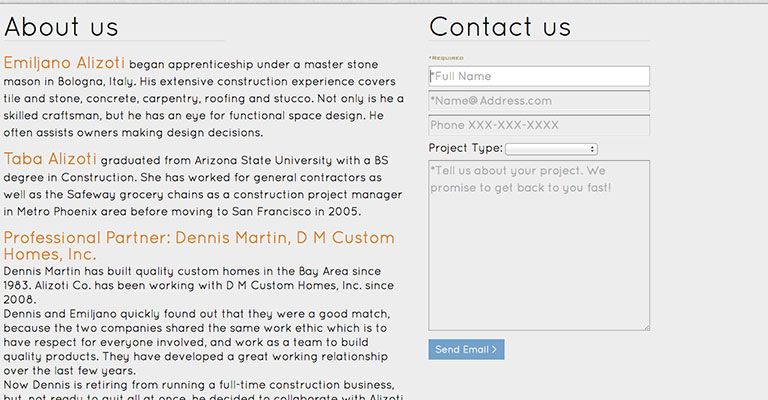 About us
Emiljano Alizoti began apprenticeship under a master stone
mason in Bologna, Italy. His extensive construction experience covers
tile and stone, concrete, carpentry, roofing and stucco. Not only is he a
skilled craftsman, but he has an eye for functional space design. He
often assists owners making design decisions.
Taba Alizoti graduated from Arizona State University with a BS
degree in Construction. She has worked for general contractors as
well as the Safeway grocery chains as a construction project manager
in Metro Phoenix area before moving to San Francisco in 2005.
Professional Partner: Dennis Martin, D M Custom
Homes, Inc.
Dennis Martin has built quality custom homes in the Bay Area since
1983. Alizoti Co. has been working with D M Custom Homes, Inc. since
2008.
Dennis and Emiljano quickly found out that they were a good match,
because the two companies shared the same work ethic which is to
have respect for everyone involved, and work as a team to build
quality products. They have developed a great working relationship
over the last few years.
Now Dennis is retiring from running a full-time construction business,
but, not ready to quit all at once, he decided to collaborate with Alizoti
Contact us
*REQUIRED
*Full Name
*Name@Address.com
Phone XXX-XXX-XXXX
Project Type:
*Tell us about your project. We
promise to get back to you fast!
Send Email >